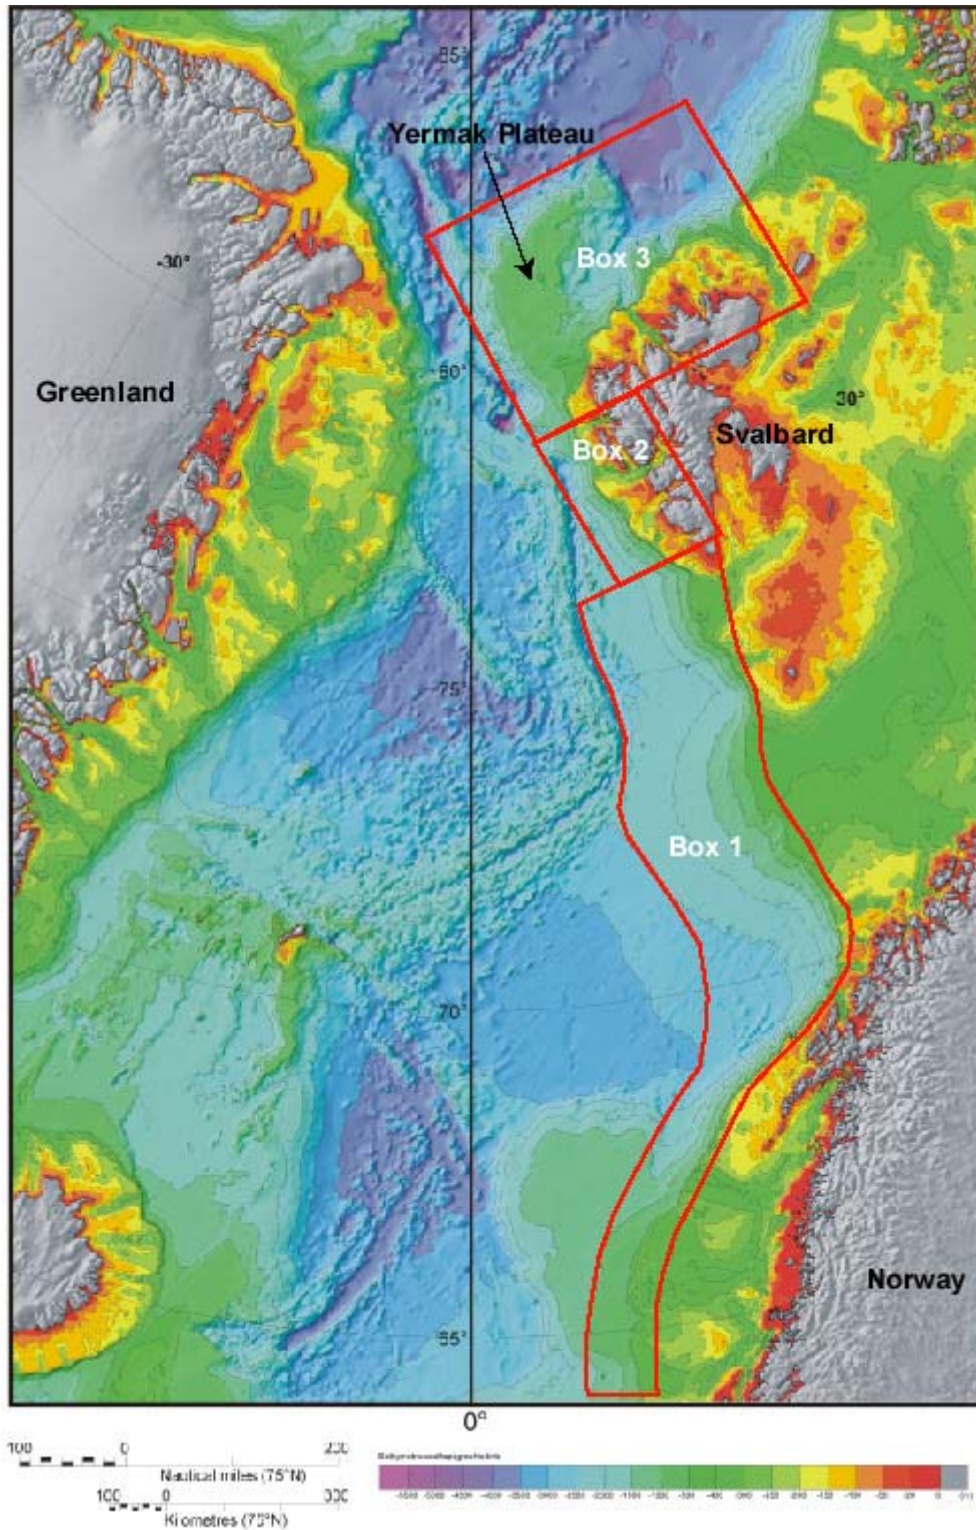 85°
Yermak Plateau
Box 3
-30°
80°
Greenland
30°
Svalbard
Box 2
75°
Box 1
70°
Norway
65°
0°
100 0 200
Nautical miles (75°N)
100 0 300
Kilometres (75°N)